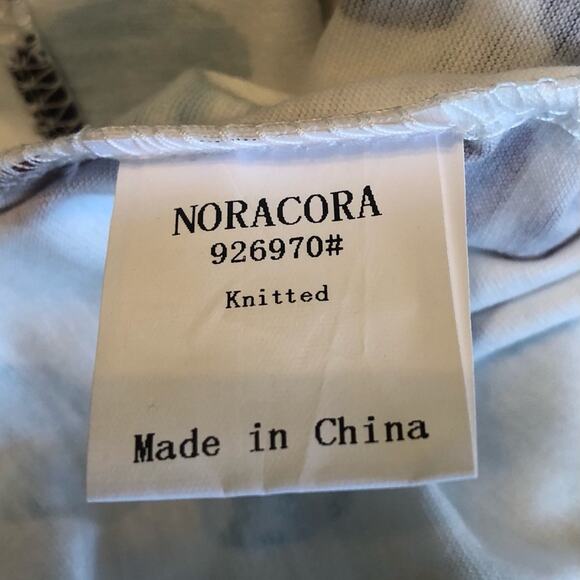 NORACORA
926970#
Knitted
Made in China